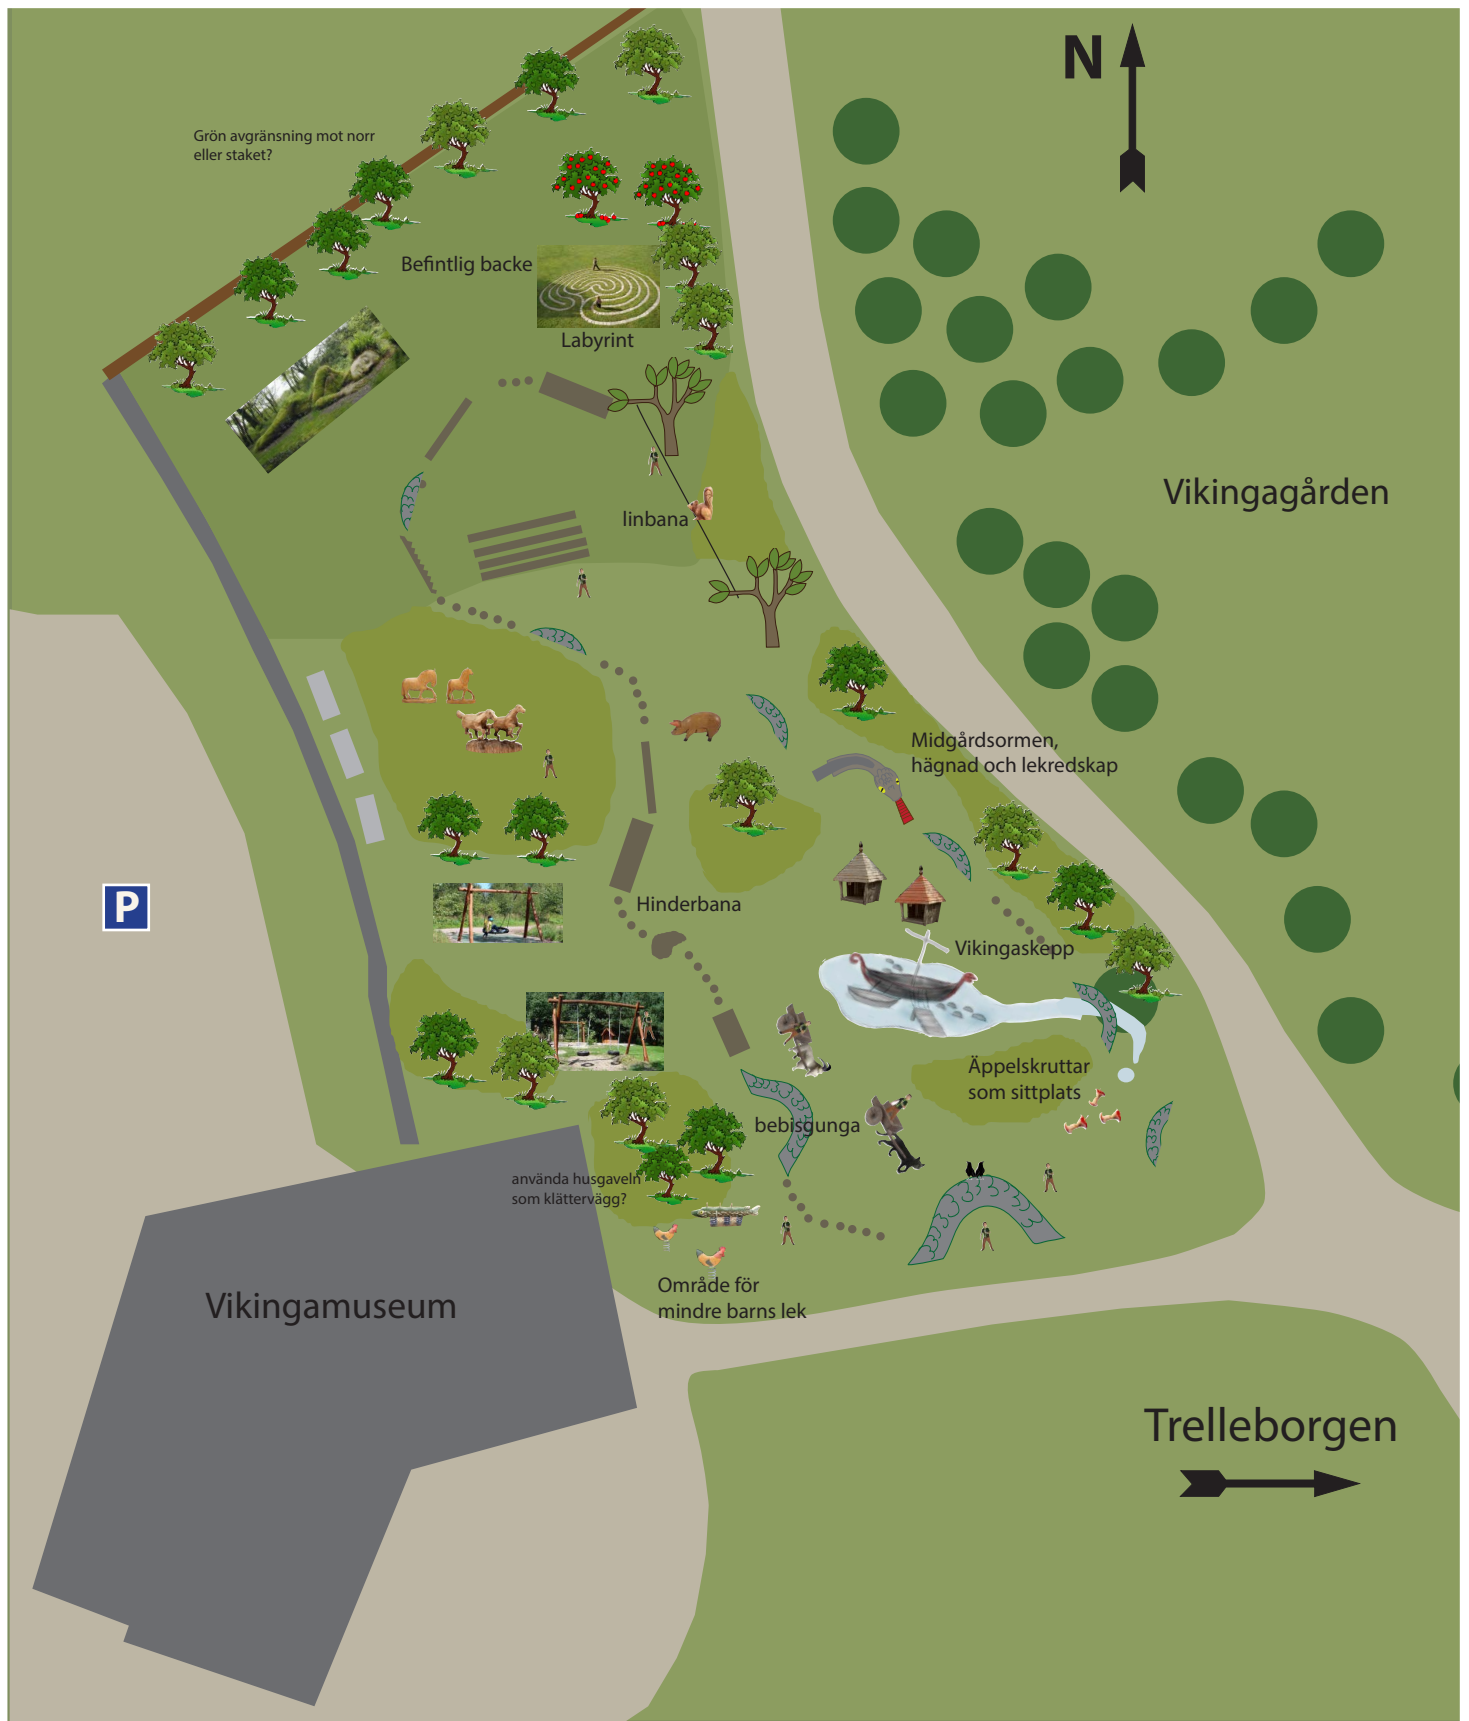 N
Grön avgränsning mot norr
eller staket?
Befintlig backe
Labyrint
Vikingagården
linbana
Midgårdsormen,
hägnad och lekredskap
P
Hinderbana
Vikingaskepp
Äppelskruttar
som sittplats
bebisgunga
använda husgaveln
som klättervägg?
Område för
mindre barns lek
Vikingamuseum
Trelleborgen